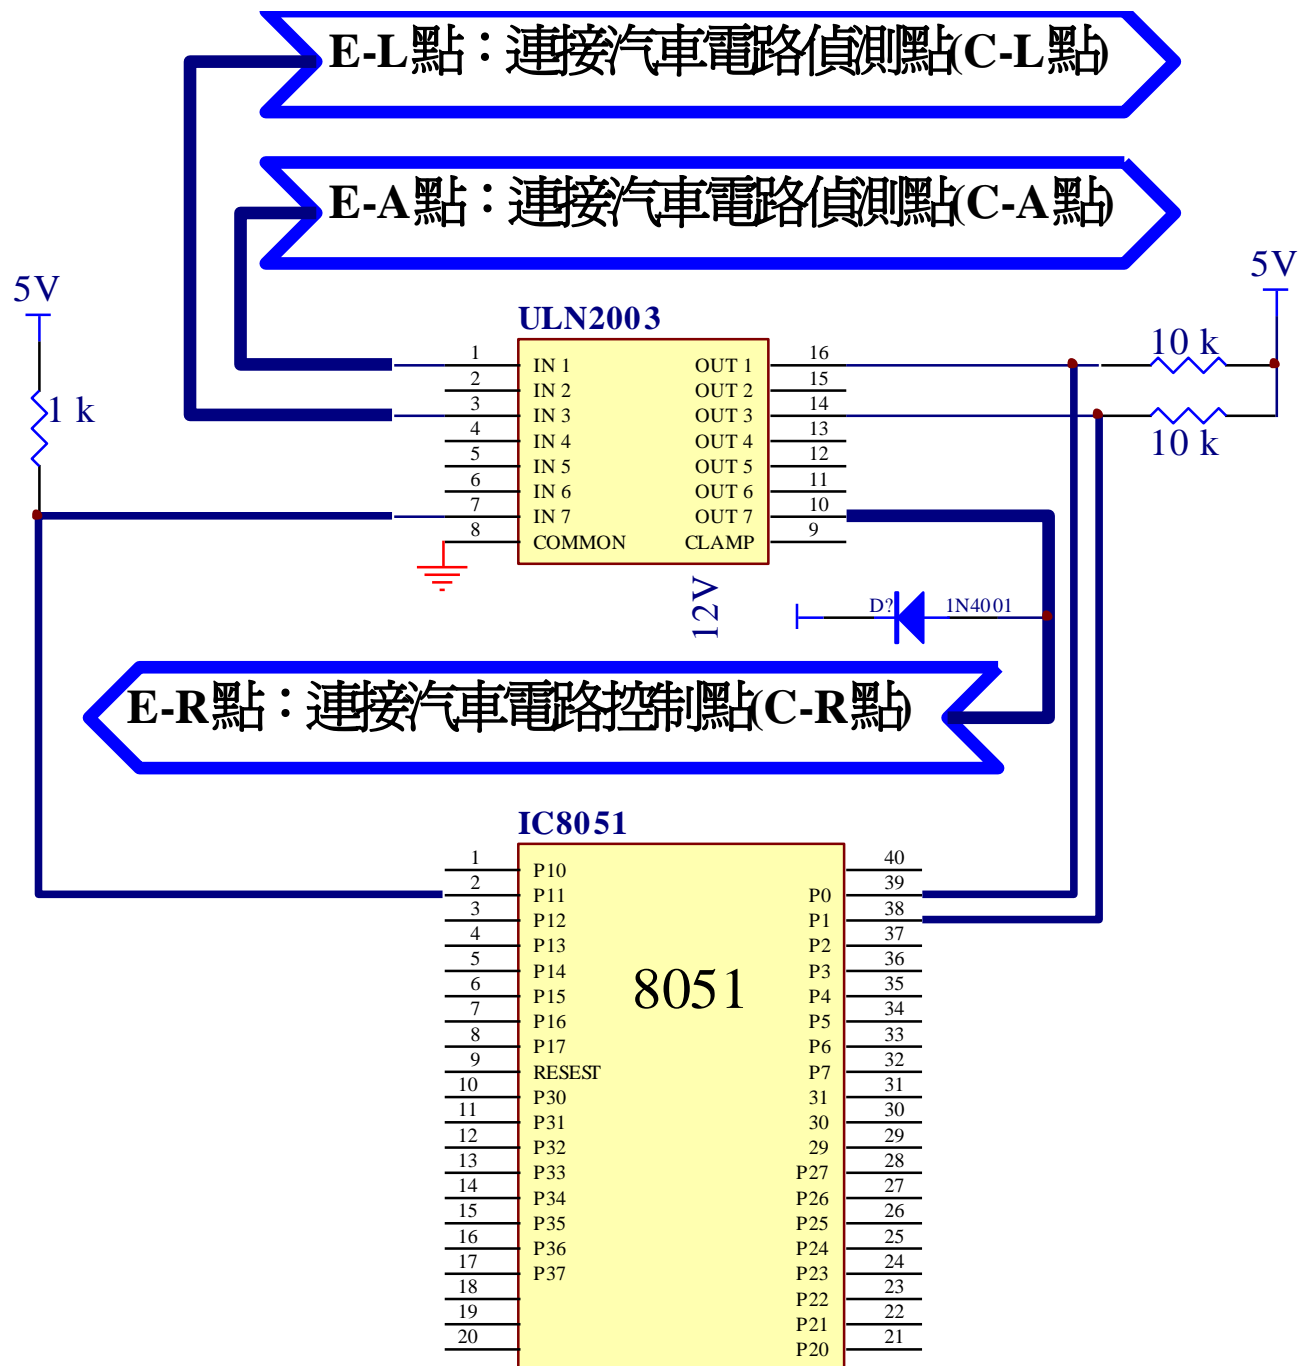 E-L點：連接汽車電路偵測點(C-L點)
E-A點：連接汽車電路偵測點(C-A點)
5V
5V
ULN2003
1 k
10 k
10 k
1 IN 1 OUT 1 16
2 IN 2 OUT 2 15
3 IN 3 OUT 3 14
4 IN 4 OUT 4 13
5 IN 5 OUT 5 12
6 IN 6 OUT 6 11
7 IN 7 OUT 7 10
8 COMMON CLAMP 9
12V
D? 1N4001
E-R點：連接汽車電路控制點(C-R點)
IC8051
8051
1 P10 40
2 P11 P0 39
3 P12 P1 38
4 P13 P2 37
5 P14 P3 36
6 P15 P4 35
7 P16 P5 34
8 P17 P6 33
9 RESEST P7 32
10 P30 31 31
11 P31 30 30
12 P32 29 29
13 P33 P27 28
14 P34 P26 27
15 P35 P25 26
16 P36 P24 25
17 P37 P23 24
18 P22 23
19 P21 22
20 P20 21